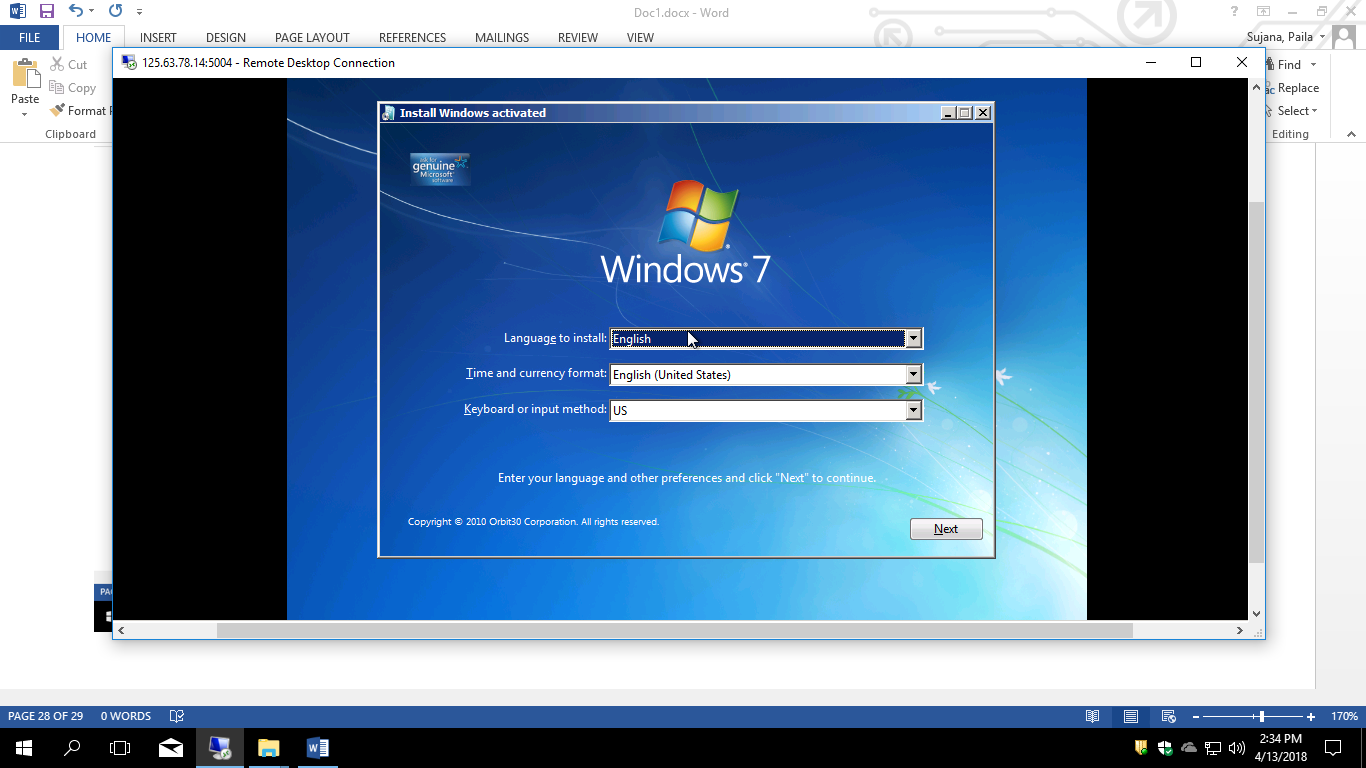 Doc1.docx - Word
FILE HOME INSERT DESIGN PAGE LAYOUT REFERENCES MAILINGS REVIEW VIEW
Sujana, Paila
Paste
Cut
Copy
Format
Clipboard
Find
Replace
Select
Editing
125.63.78.14:5004 - Remote Desktop Connection
Install Windows activated
ask for
genuine
Microsoft
software
Windows 7
Language to install: English
Time and currency format: English (United States)
Keyboard or input method: US
Enter your language and other preferences and click "Next" to continue.
Copyright © 2010 Orbit30 Corporation. All rights reserved.
Next
PAGE 28 OF 29 0 WORDS
170%
2:34 PM
4/13/2018